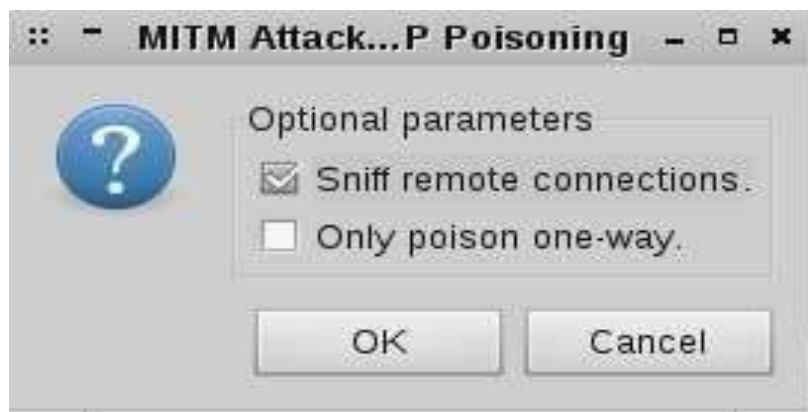 MITM Attack...P Poisoning
?
Optional parameters
Sniff remote connections.
Only poison one-way.
OK
Cancel